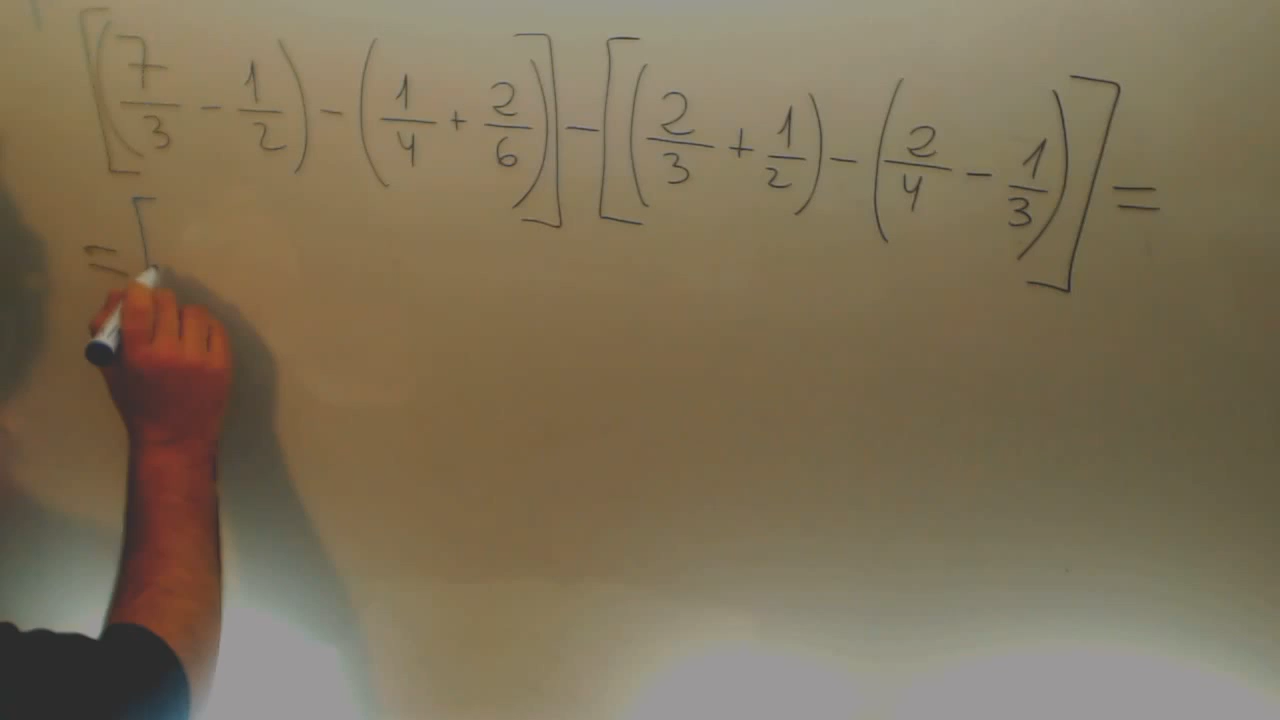 [(7/3 - 1/2) - (1/4 + 2/6)] - [(2/3 + 1/2) - (2/4 - 1/3)] =
= [